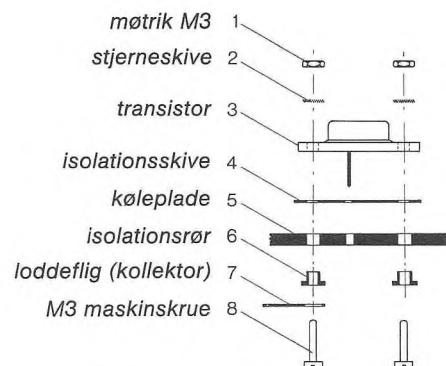 møtrik M3 1
stjerneskive 2
transistor 3
isolationsskive 4
køleplade 5
isolationsrør 6
loddeflig (kollektor) 7
M3 maskinskrue 8